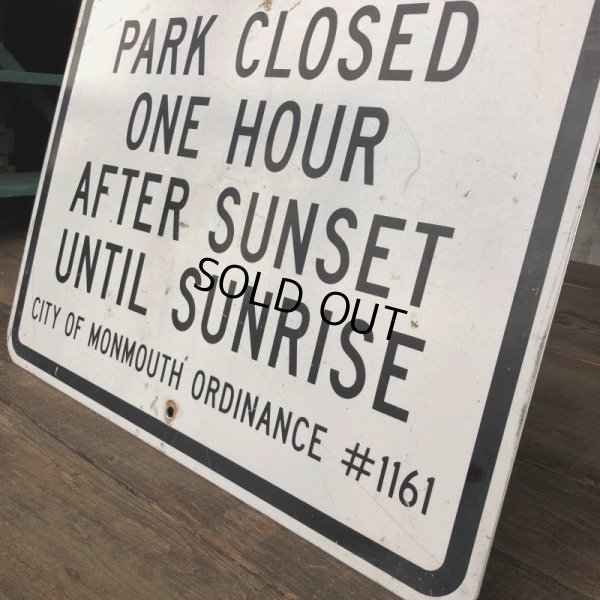 PARK CLOSED
ONE HOUR
AFTER SUNSET
UNTIL SUNRISE
SOLD OUT
CITY OF MONMOUTH ORDINANCE #1161